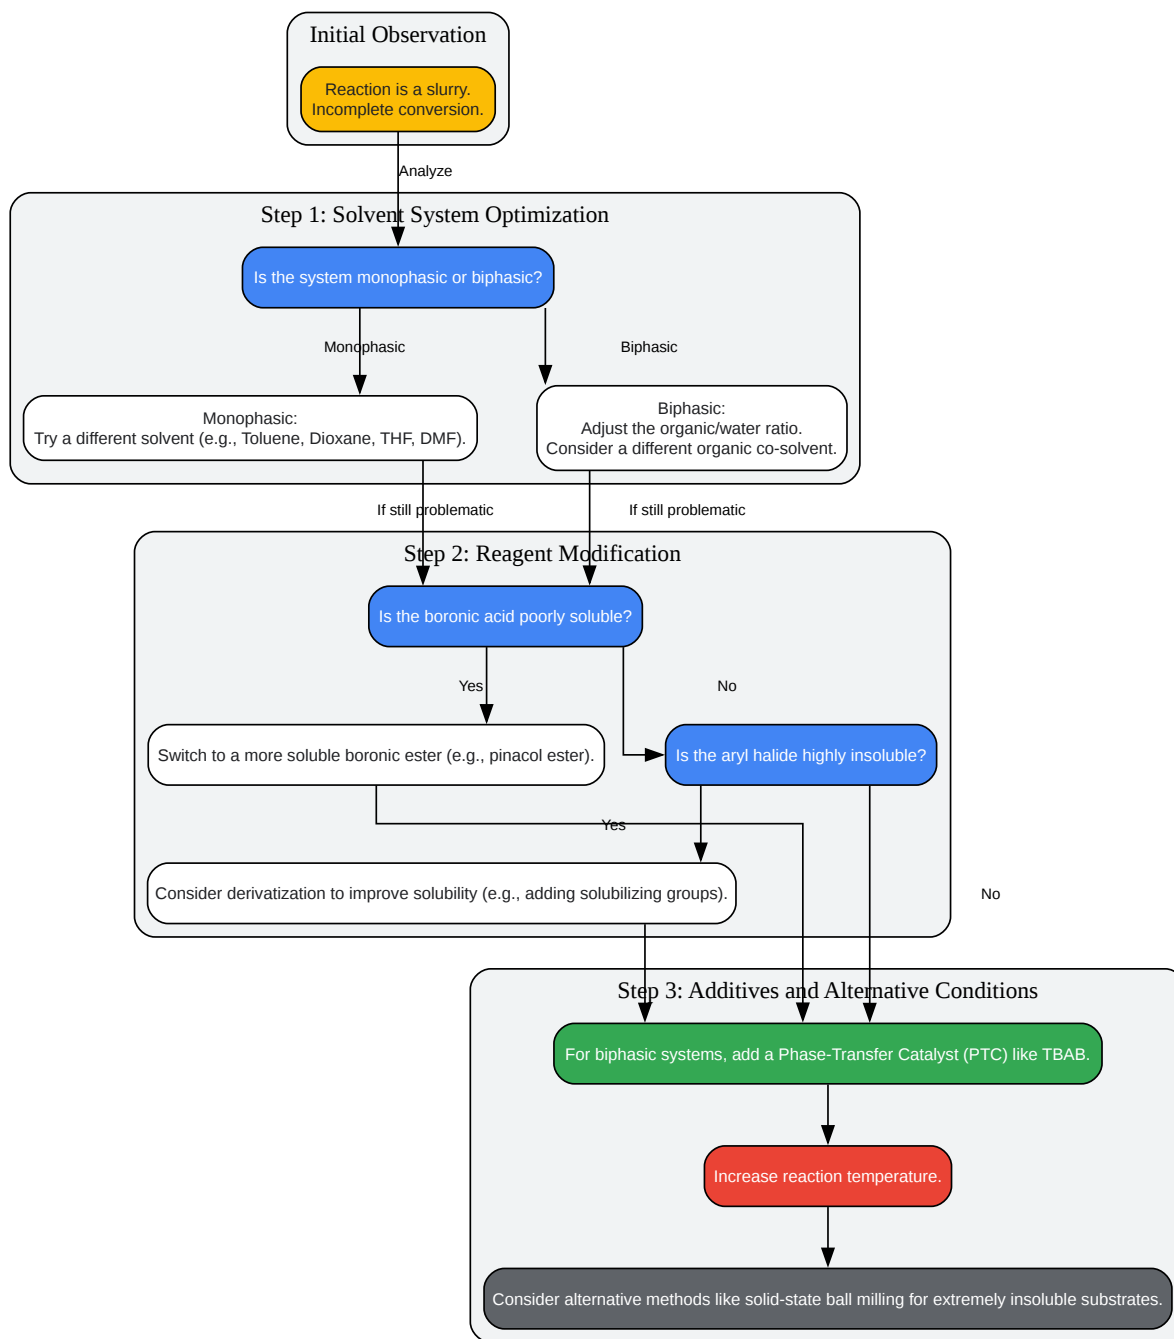 Initial Observation
Reaction is a slurry.
Incomplete conversion.
Analyze
Step 1: Solvent System Optimization
Is the system monophasic or biphasic?
Monophasic
Biphasic
Monophasic:
Try a different solvent (e.g., Toluene, Dioxane, THF, DMF).
Biphasic:
Adjust the organic/water ratio.
Consider a different organic co-solvent.
If still problematic
If still problematic
Step 2: Reagent Modification
Is the boronic acid poorly soluble?
Yes
No
Switch to a more soluble boronic ester (e.g., pinacol ester).
Is the aryl halide highly insoluble?
Yes
Consider derivatization to improve solubility (e.g., adding solubilizing groups).
No
Step 3: Additives and Alternative Conditions
For biphasic systems, add a Phase-Transfer Catalyst (PTC) like TBAB.
Increase reaction temperature.
Consider alternative methods like solid-state ball milling for extremely insoluble substrates.